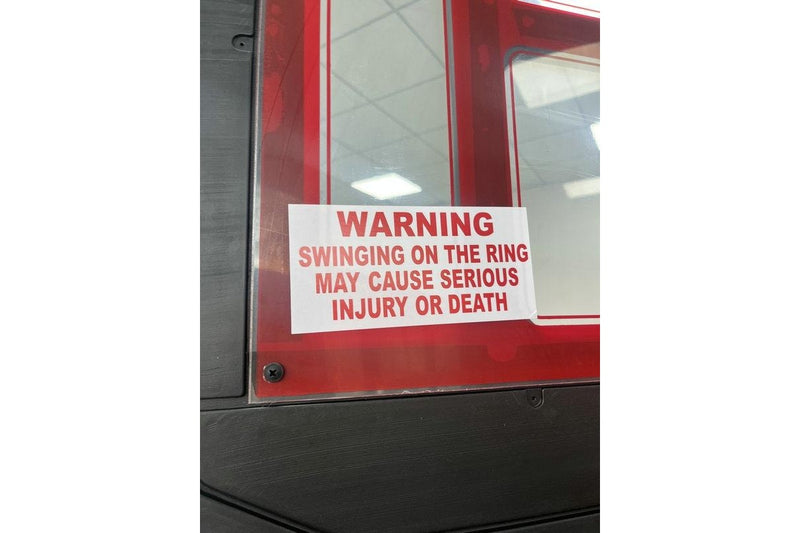 WARNING
SWINGING ON THE RING
MAY CAUSE SERIOUS
INJURY OR DEATH